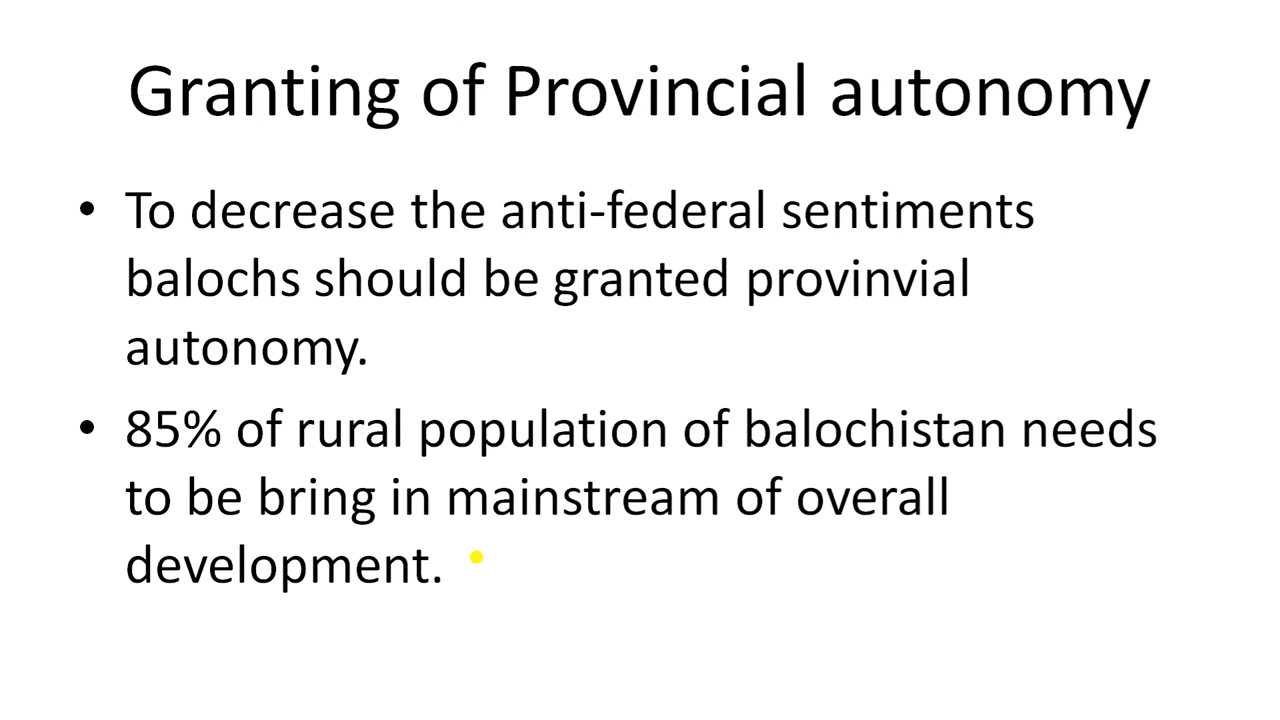 Granting of Provincial autonomy
• To decrease the anti-federal sentiments
balochs should be granted provinvial
autonomy.
• 85% of rural population of balochistan needs
to be bring in mainstream of overall
development.